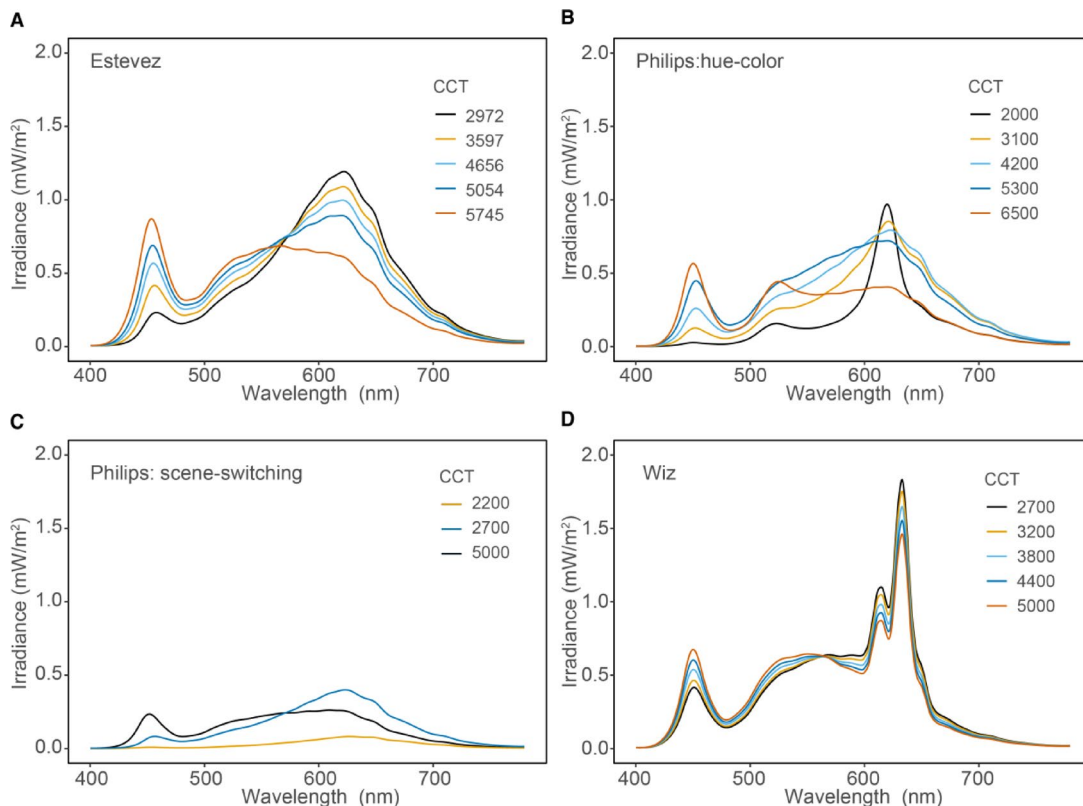 A
Estevez
CCT
2972
3597
4656
5054
5745
2.0
1.5
1.0
0.5
0.0
Irradiance (mW/m²)
400
500
600
700
Wavelength (nm)
B
Philips:hue-color
CCT
2000
3100
4200
5300
6500
2.0
1.5
1.0
0.5
0.0
Irradiance (mW/m²)
400
500
600
700
Wavelength (nm)
C
Philips: scene-switching
CCT
2200
2700
5000
2.0
1.5
1.0
0.5
0.0
Irradiance (mW/m²)
400
500
600
700
Wavelength (nm)
D
Wiz
CCT
2700
3200
3800
4400
5000
2.0
1.5
1.0
0.5
0.0
Irradiance (mW/m²)
400
500
600
700
Wavelength (nm)